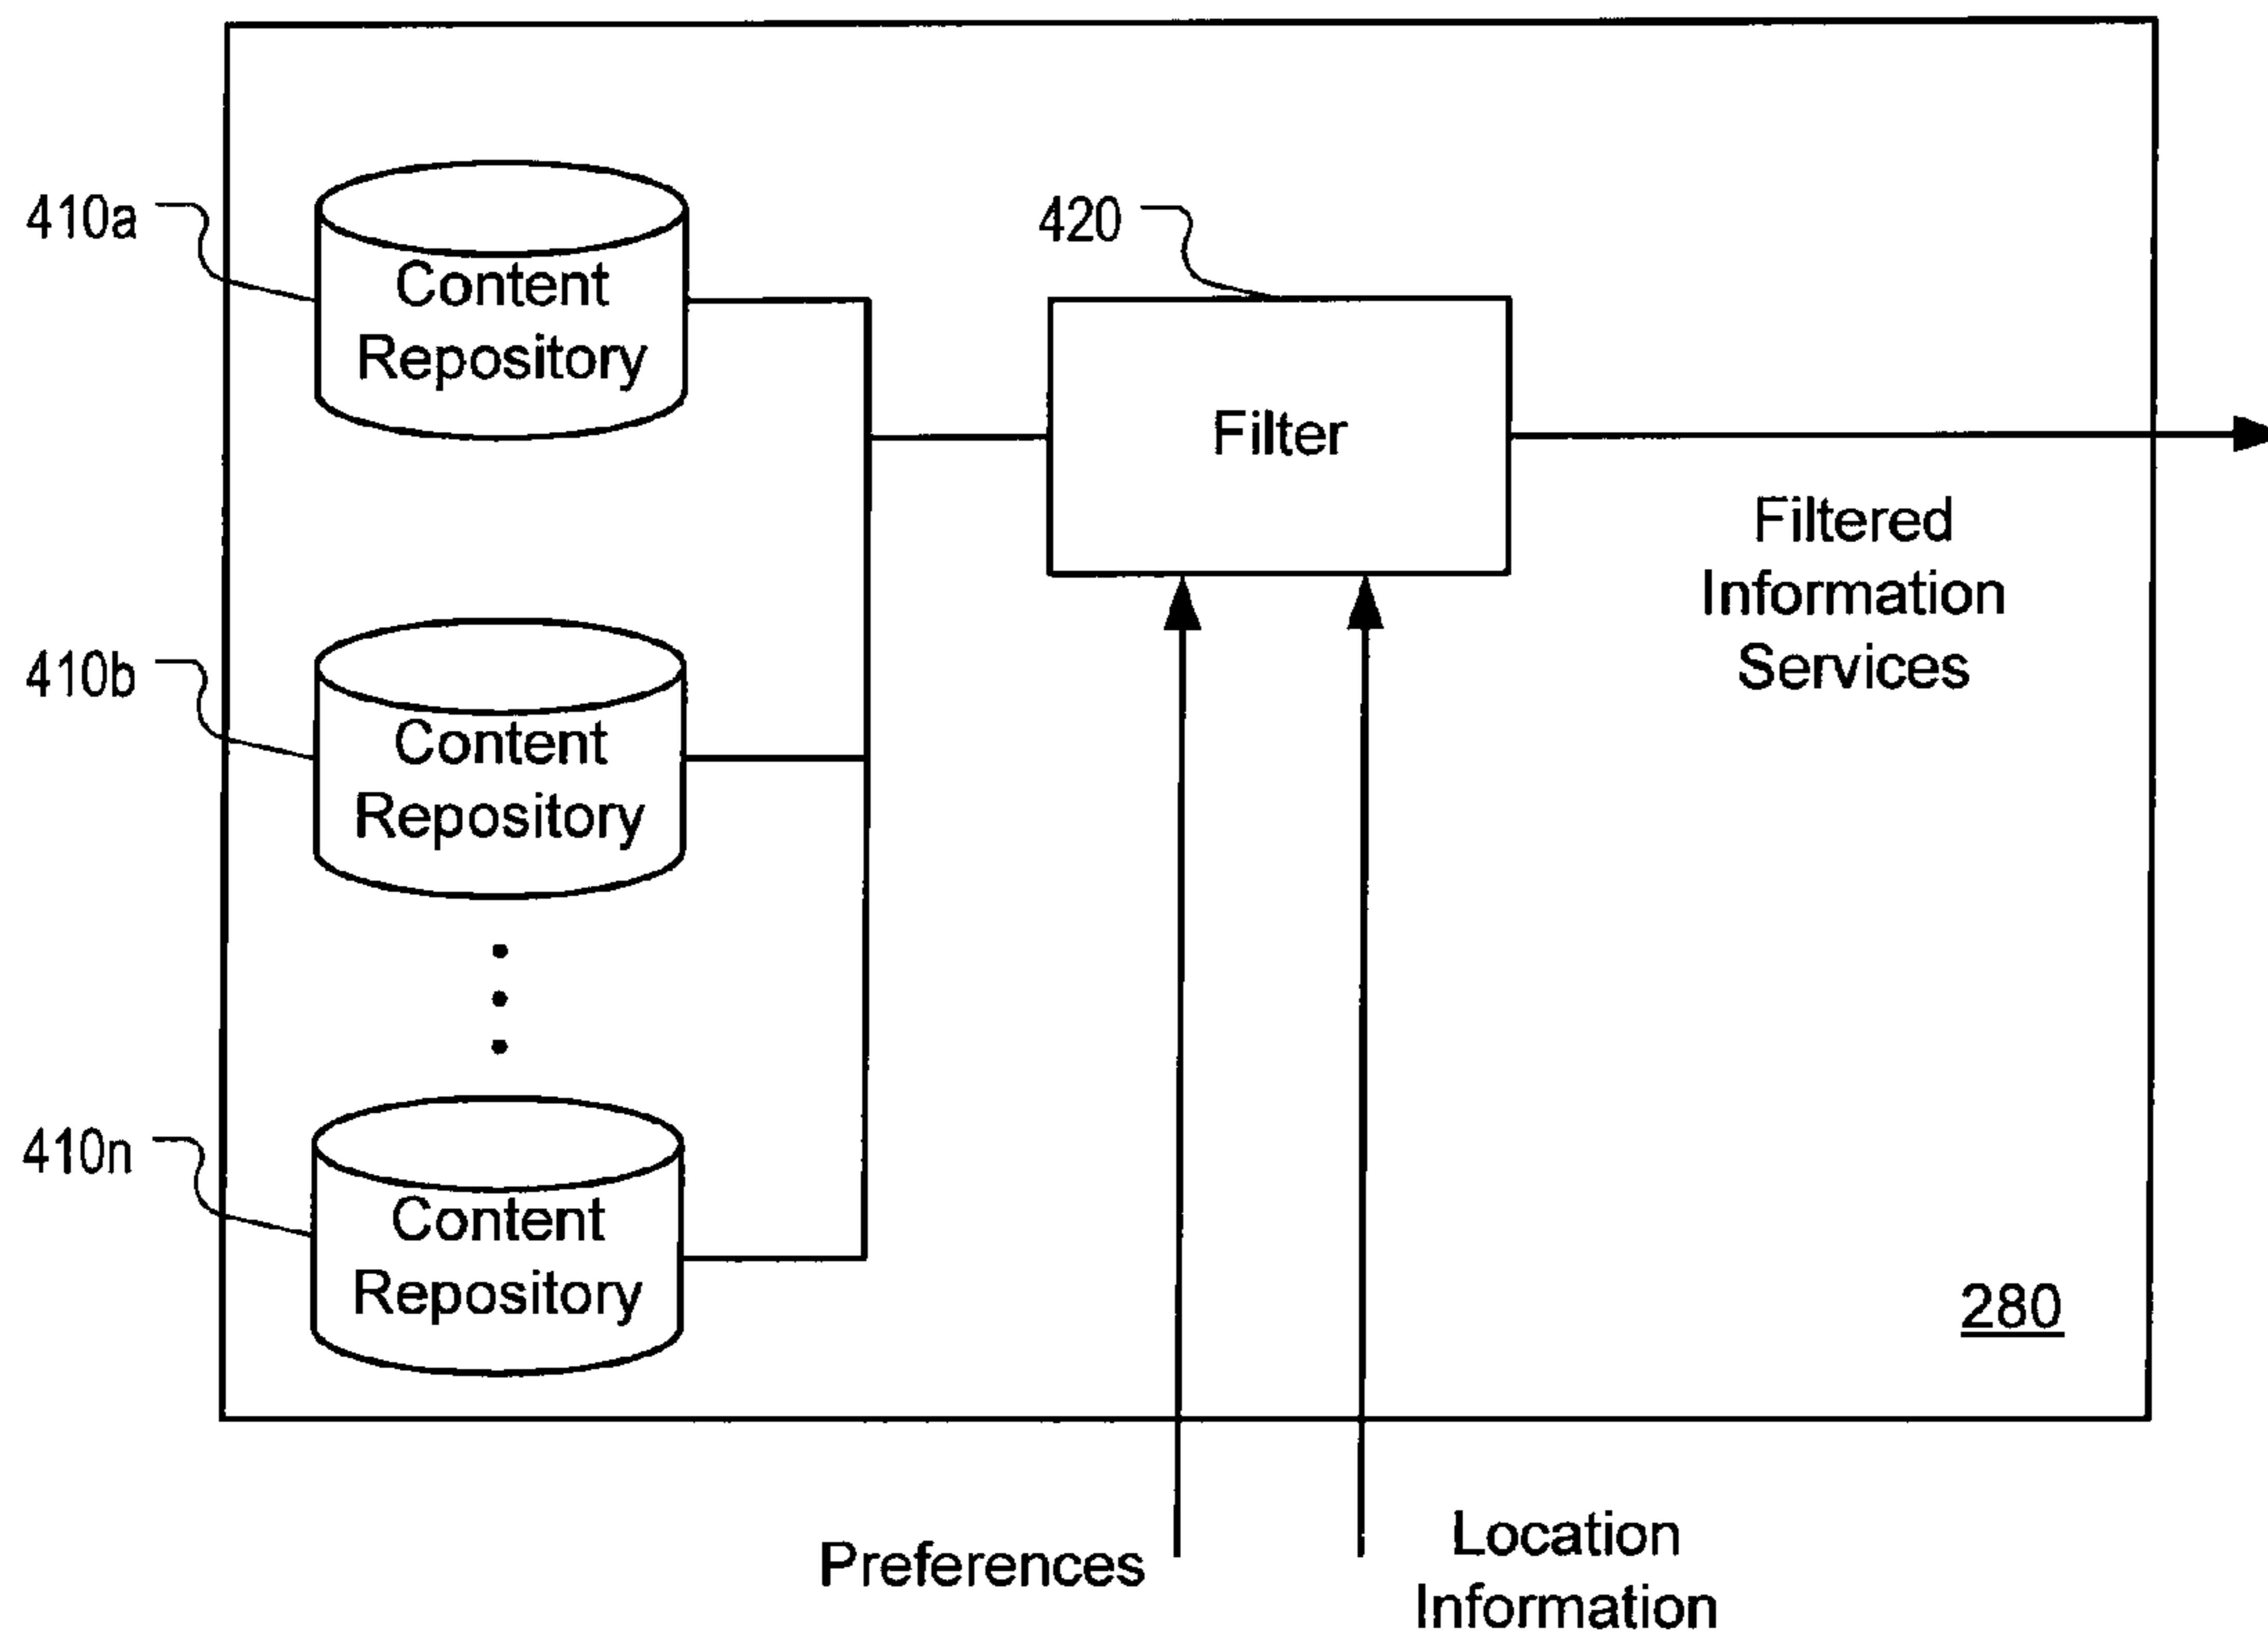 410a
Content
Repository
420
Filter
Filtered
Information
Services
410b
Content
Repository
410n
Content
Repository
280
Preferences
Location
Information